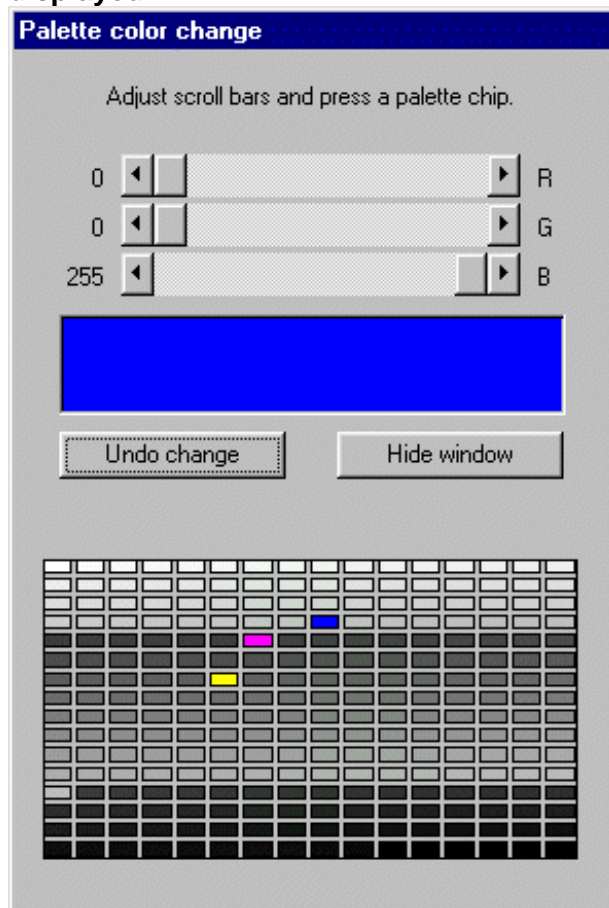 Palette color change
Adjust scroll bars and press a palette chip.
0 R
0 G
255 B
Undo change Hide window